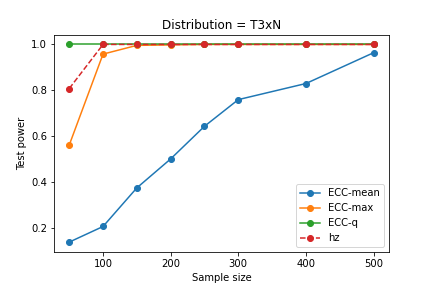 Distribution = T3xN
Test power
1.0
0.8
0.6
0.4
0.2
ECC-mean
ECC-max
ECC-q
hz
100
200
300
400
500
Sample size